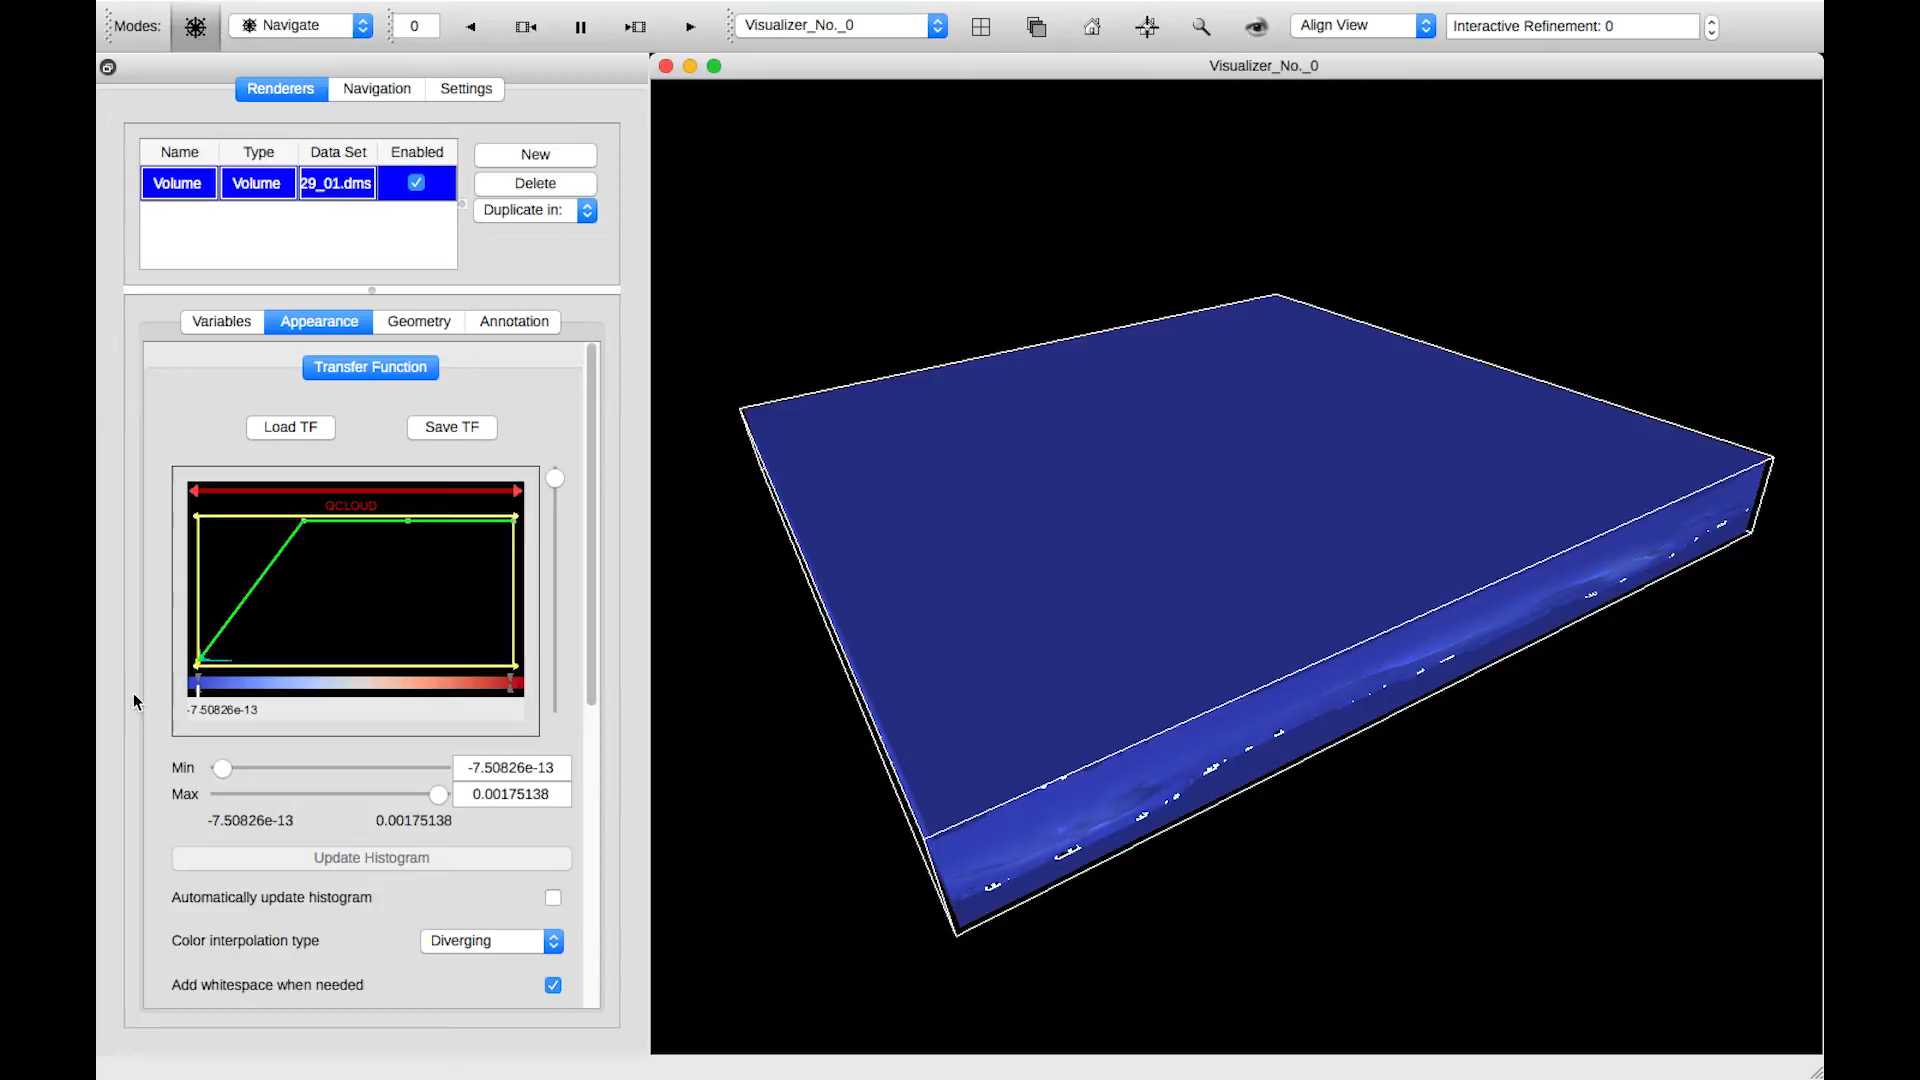 Modes:
Navigate
0
Visualizer_No._0
Align View
Interactive Refinement: 0
Visualizer_No._0
Renderers
Navigation
Settings
Name
Type
Data Set
Enabled
Volume
Volume
29_01.dms
New
Delete
Duplicate in:
Variables
Appearance
Geometry
Annotation
Transfer Function
Load TF
Save TF
QCLOUD
-7.50826e-13
Min
-7.50826e-13
Max
0.00175138
-7.50826e-13
0.00175138
Update Histogram
Automatically update histogram
Color interpolation type
Diverging
Add whitespace when needed